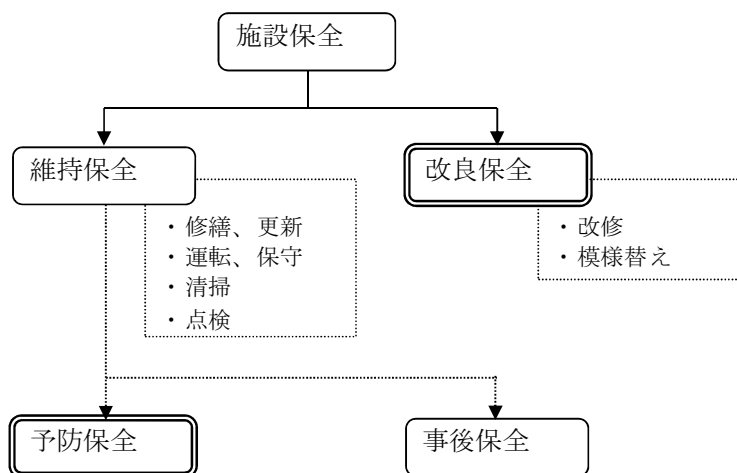 施設保全
維持保全
改良保全
・修繕、更新
・運転、保守
・清掃
・点検
・改修
・模様替え
予防保全
事後保全